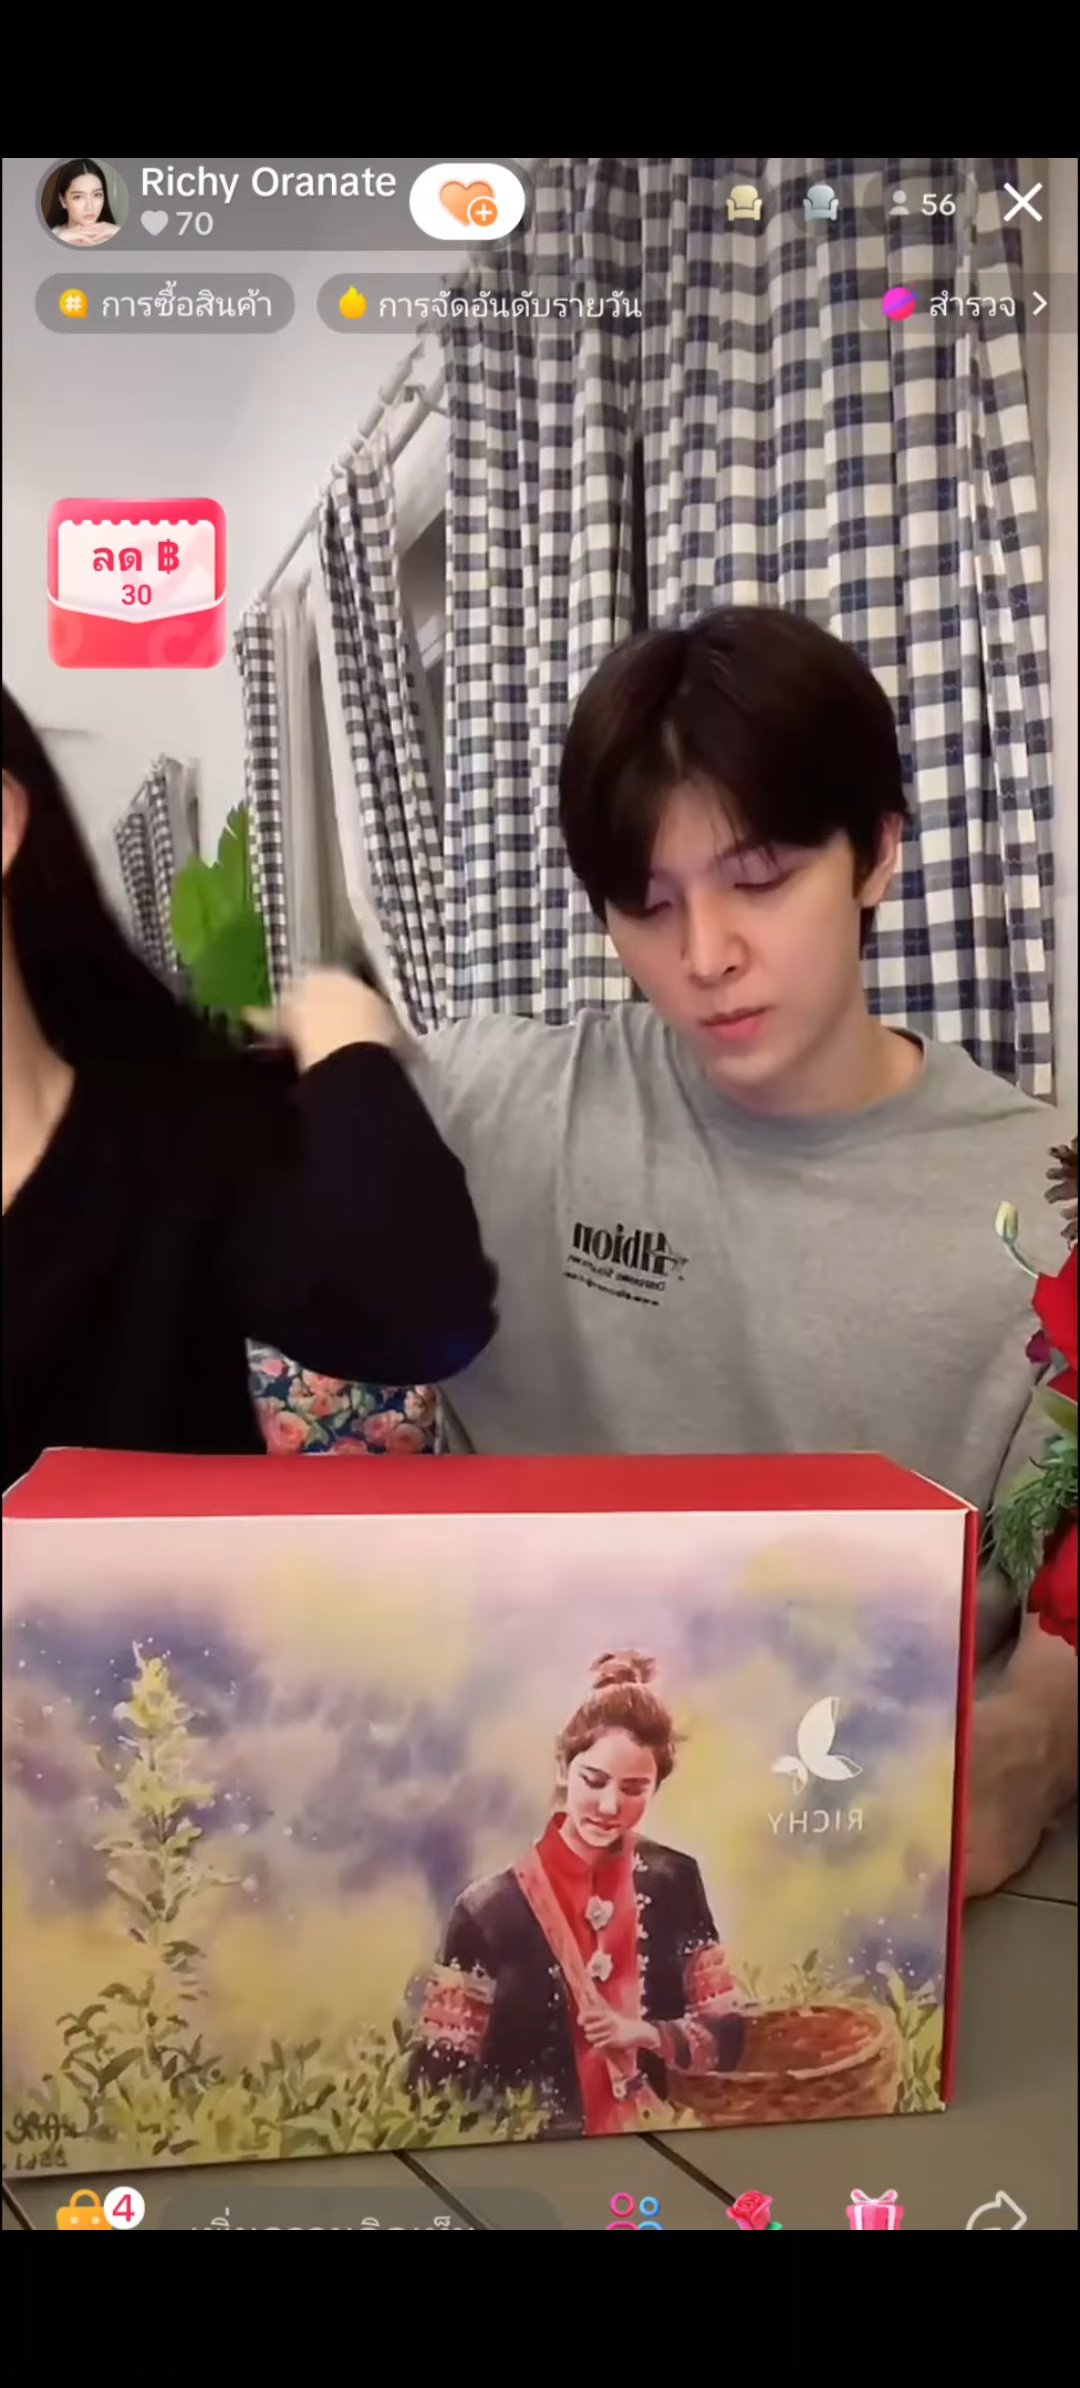 Richy Oranate
70
56
การซื้อสินค้า
การจัดอันดับรายวัน
สำรวจ >
ลด ฿
30
Hbior
RICHY
4